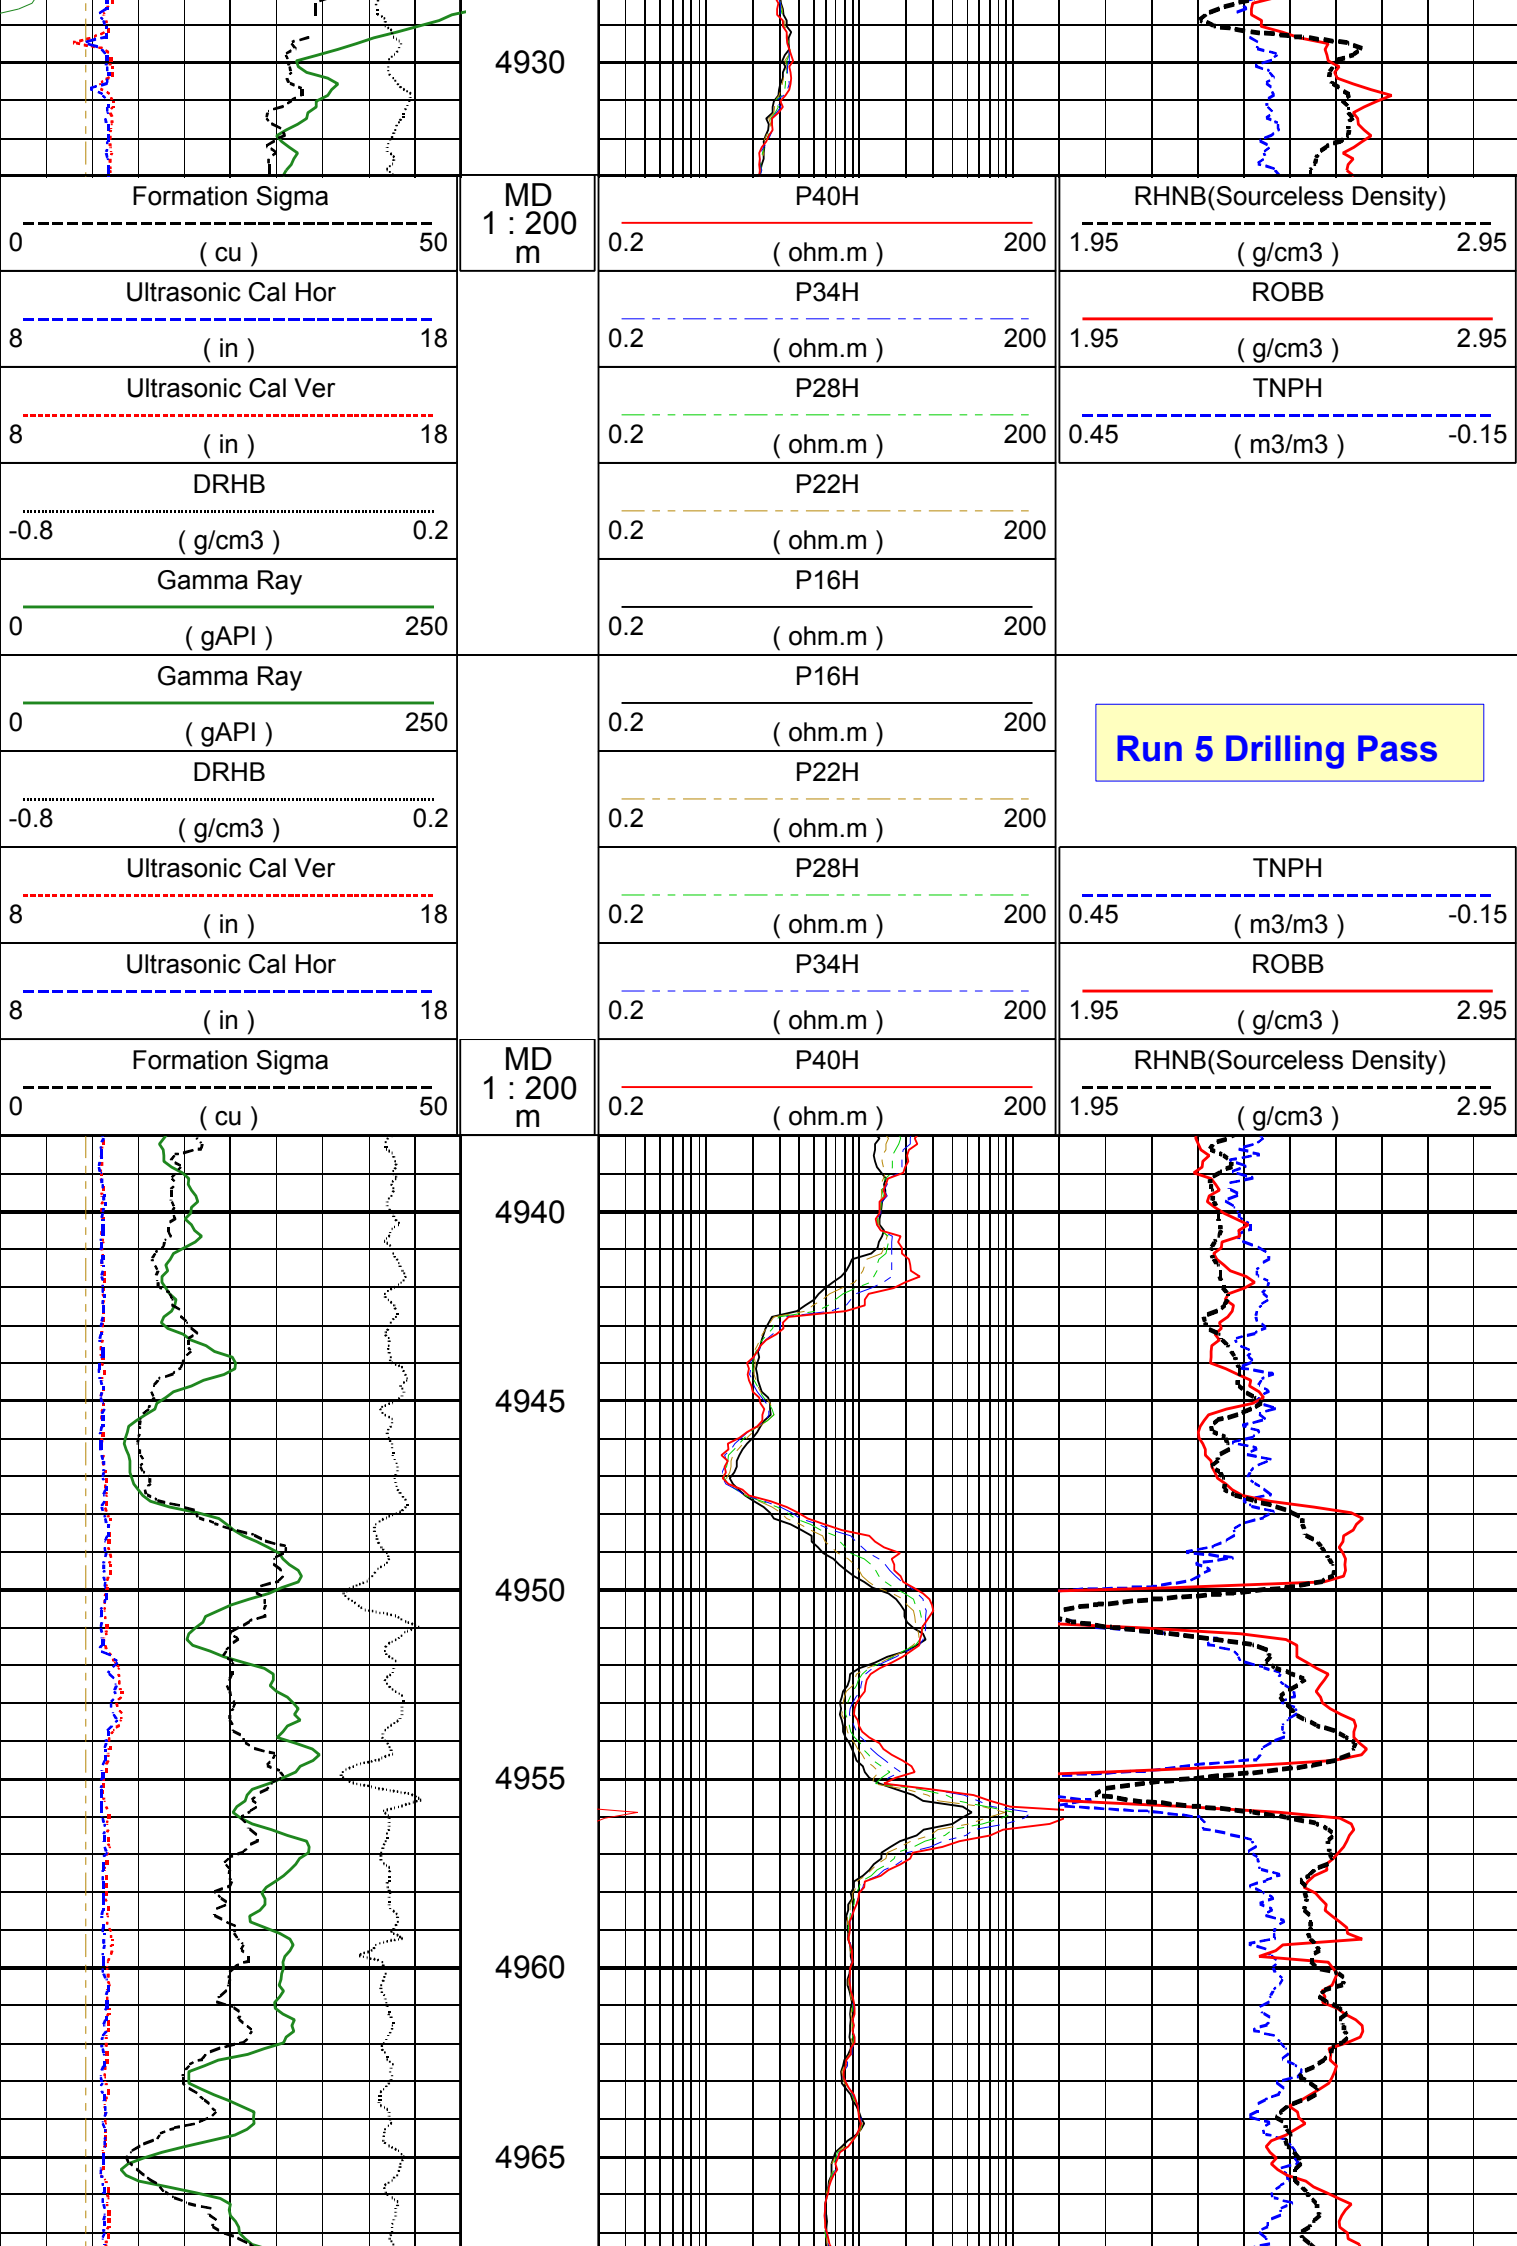 4930
Formation Sigma
0 ( cu ) 50
MD
1 : 200
m
P40H
0.2 ( ohm.m ) 200
RHNB(Sourceless Density)
1.95 ( g/cm3 ) 2.95
Ultrasonic Cal Hor
8 ( in ) 18
P34H
0.2 ( ohm.m ) 200
ROBB
1.95 ( g/cm3 ) 2.95
Ultrasonic Cal Ver
8 ( in ) 18
P28H
0.2 ( ohm.m ) 200
TNPH
0.45 ( m3/m3 ) -0.15
DRHB
-0.8 ( g/cm3 ) 0.2
P22H
0.2 ( ohm.m ) 200
Gamma Ray
0 ( gAPI ) 250
P16H
0.2 ( ohm.m ) 200
Gamma Ray
0 ( gAPI ) 250
P16H
0.2 ( ohm.m ) 200
Run 5 Drilling Pass
DRHB
-0.8 ( g/cm3 ) 0.2
P22H
0.2 ( ohm.m ) 200
Ultrasonic Cal Ver
8 ( in ) 18
P28H
0.2 ( ohm.m ) 200
TNPH
0.45 ( m3/m3 ) -0.15
Ultrasonic Cal Hor
8 ( in ) 18
P34H
0.2 ( ohm.m ) 200
ROBB
1.95 ( g/cm3 ) 2.95
Formation Sigma
0 ( cu ) 50
MD
1 : 200
m
P40H
0.2 ( ohm.m ) 200
RHNB(Sourceless Density)
1.95 ( g/cm3 ) 2.95
4940
4945
4950
4955
4960
4965